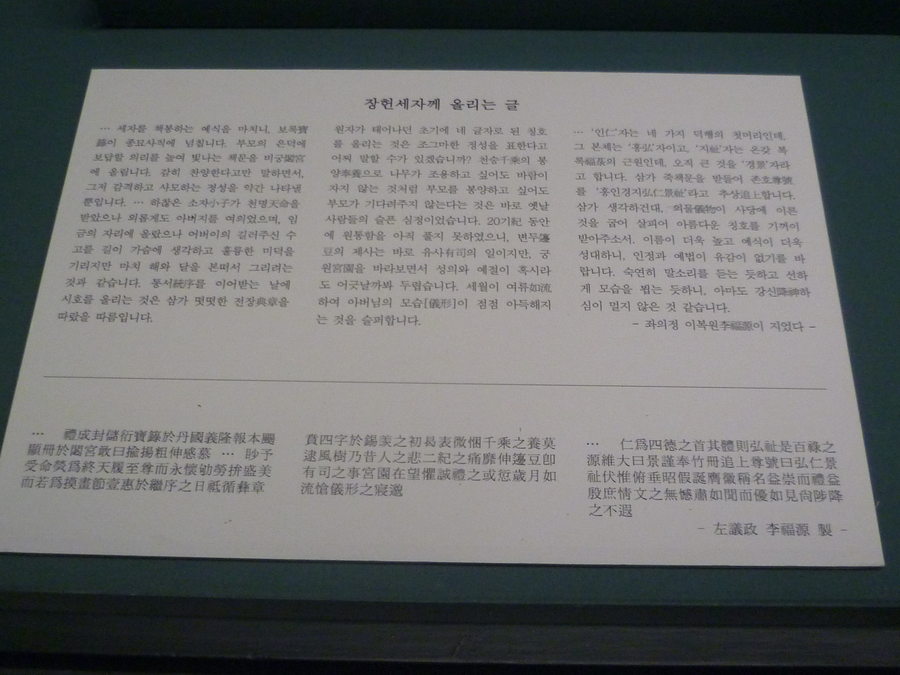 장헌세자께 올리는 글
··· 세자를 책봉하는 예식을 마치니, 보록寶
籙이 종묘사직에 넘칩니다. 부모의 은덕에
보답할 의리를 높여 빛나는 책문을 비궁閟宮
에 올립니다. 감히 찬양한다고만 말하면서,
그저 감격하고 사모하는 정성을 약간 나타낼
뿐입니다. ··· 하찮은 소자小子가 천명天命을
받았으나 외롭게도 아버지를 여의었으며, 임
금의 자리에 올랐으나 어버이의 길러주신 수
고를 길이 가슴에 생각하고 훌륭한 미덕을
기리지만 마치 해와 달을 본떠서 그리려는
것과 같습니다. 통서統序를 이어받는 날에
시호를 올리는 것은 삼가 떳떳한 전장典章을
따랐을 따름입니다.
원자가 태어나던 초기에 네 글자로 된 칭호
를 올리는 것은 조그마한 정성을 표한다고
어찌 말할 수가 있겠습니까? 천승千乘의 봉
양奉養으로 나무가 조용하고 싶어도 바람이
자지 않는 것처럼 부모를 봉양하고 싶어도
부모가 기다려주지 않는다는 것은 바로 옛날
사람들의 슬픈 심정이었습니다. 20기紀 동안
에 원통함을 아직 풀지 못하였으니, 변두籩
豆의 제사는 바로 유사有司의 일이지만, 궁
원宮園을 바라보면서 성의와 예절이 혹시라
도 어긋날까봐 두렵습니다. 세월이 여류如流
하여 아버님의 모습[儀形]이 점점 아득해지
는 것을 슬퍼합니다.
··· ‘인仁’자는 네 가지 덕행의 첫머리인데,
그 본체는 ‘홍弘’자이고, ‘지祉’자는 온갖 복
록福祿의 근원인데, 오직 큰 것을 ‘경景’자라
고 합니다. 삼가 죽책문을 받들어 존호尊號
를 ‘홍인경지弘仁景祉’라고 추상追上합니다.
삼가 생각하건대, 의물儀物이 사당에 이른
것을 굽어 살피어 아름다운 칭호를 기꺼이
받아주소서. 이름이 더욱 높고 예식이 더욱
성대하니, 인정과 예법이 유감이 없기를 바
랍니다. 숙연히 말소리를 듣는 듯하고 선하
게 모습을 뵙는 듯하니, 아마도 강신降神하
심이 멀지 않은 것 같습니다.
- 좌의정 이복원李福源이 지었다 -
··· 禮成封儲衍寶籙於丹國義隆報本颺
顯冊於閟宮敢曰揄揚粗伸感慕 ··· 眇予
受命煢爲終天履至尊而永懷劬勞拚盛美
而若爲摸畫節壹惠於繼序之日祗循彝章
賁四字於錫羨之初曷表微悃千乘之養莫
逮風樹乃昔人之悲二紀之痛靡伸籩豆卽
有司之事宮園在望懼誠禮之或愆歲月如
流愴儀形之寖邈
··· 仁爲四德之首其體則弘祉是百祿之
源維大曰景謹奉竹冊追上尊號曰弘仁景
祉伏惟俯垂昭假誕膺徽稱名益崇而禮益
殷庶情文之無憾肅如聞而優如見尙陟降
之不遐
- 左議政 李福源 製 -